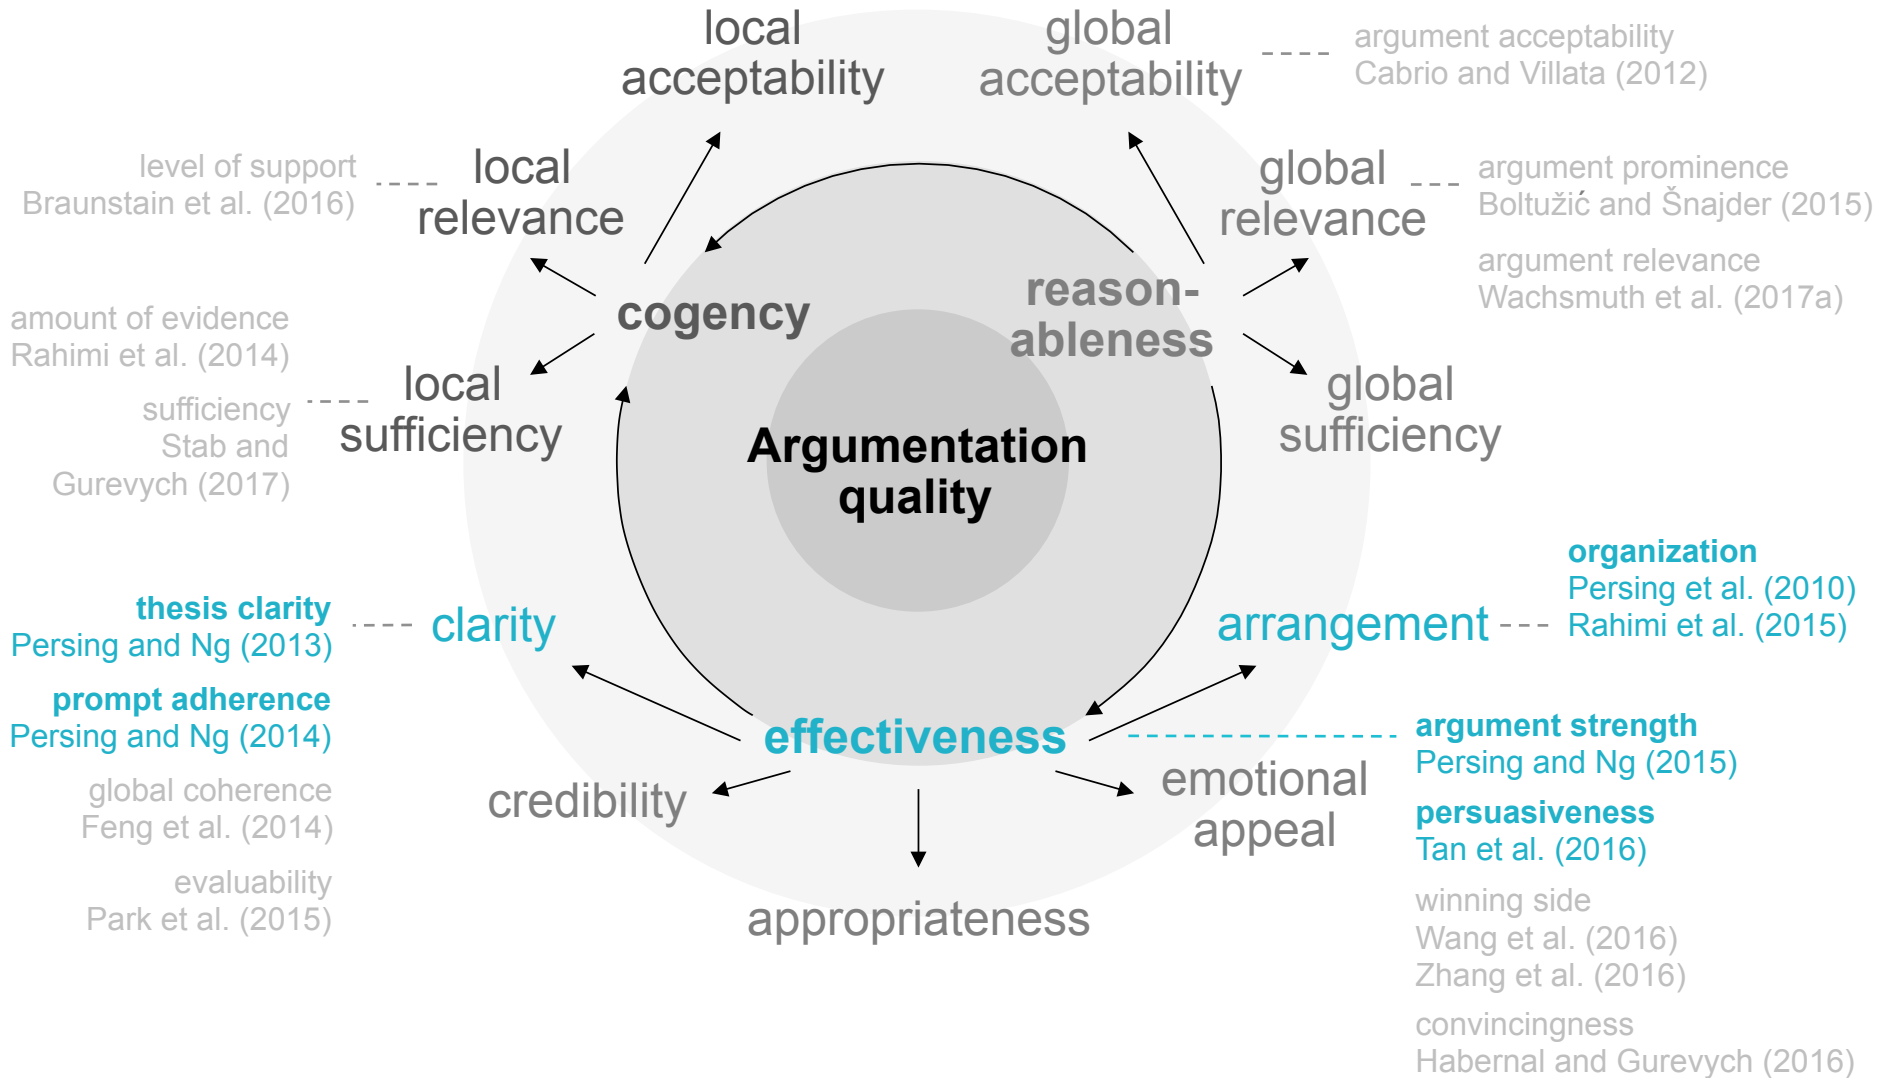 local
acceptability
global
acceptability
argument acceptability
Cabrio and Villata (2012)
level of support
Braunstain et al. (2016)
local
relevance
global
relevance
argument prominence
Boltužić and Šnajder (2015)
argument relevance
Wachsmuth et al. (2017a)
cogency
reason-
ableness
amount of evidence
Rahimi et al. (2014)
sufficiency
Stab and
Gurevych (2017)
local
sufficiency
global
sufficiency
Argumentation
quality
thesis clarity
Persing and Ng (2013)
prompt adherence
Persing and Ng (2014)
global coherence
Feng et al. (2014)
evaluability
Park et al. (2015)
clarity
arrangement
organization
Persing et al. (2010)
Rahimi et al. (2015)
effectiveness
credibility
appropriateness
emotional
appeal
argument strength
Persing and Ng (2015)
persuasiveness
Tan et al. (2016)
winning side
Wang et al. (2016)
Zhang et al. (2016)
convincingness
Habernal and Gurevych (2016)